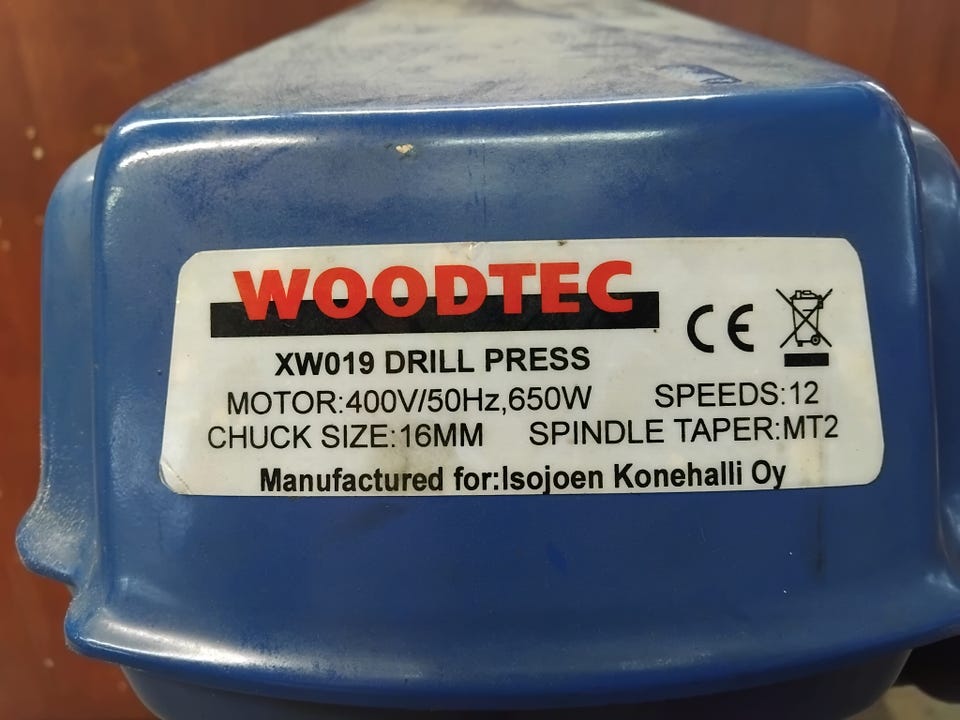 WOODTEC
CE
XW019 DRILL PRESS
MOTOR:400V/50Hz,650W SPEEDS:12
CHUCK SIZE:16MM SPINDLE TAPER:MT2
Manufactured for:Isojoen Konehalli Oy